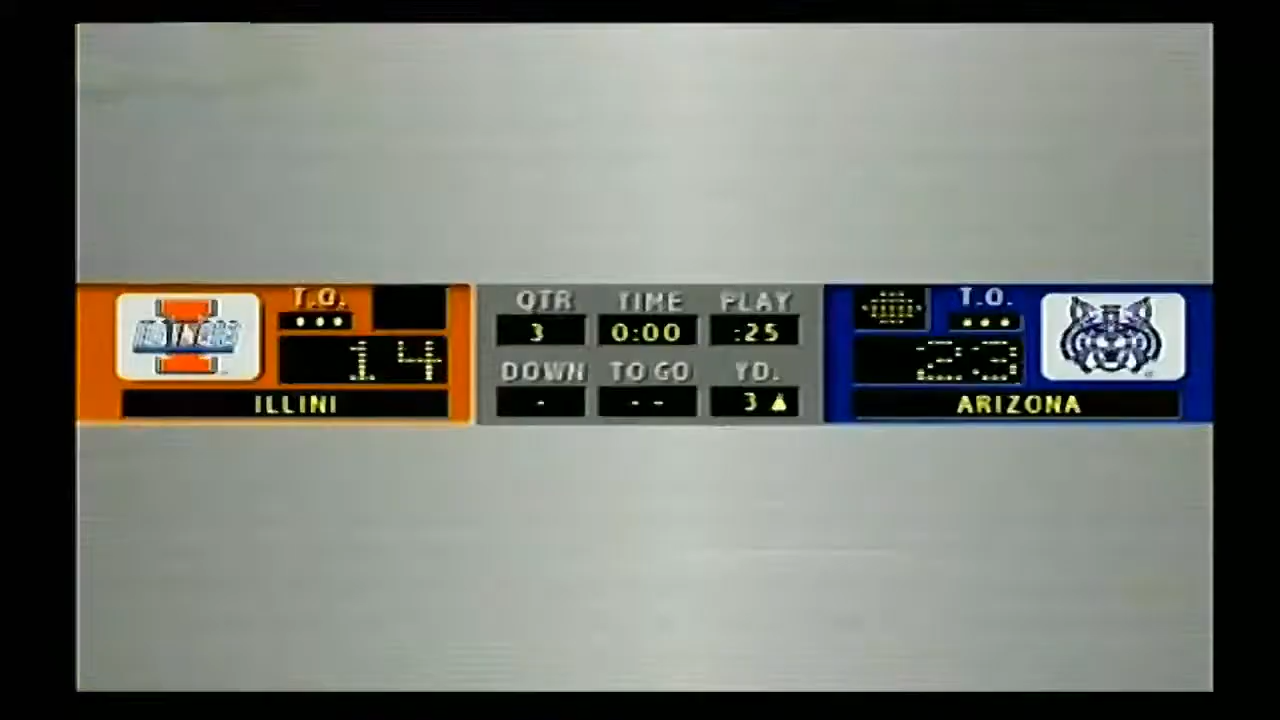 T.O.
14
ILLINI
QTR TIME PLAY
3 0:00 :25
DOWN TO GO YD.
- -- 3
T.O.
23
ARIZONA